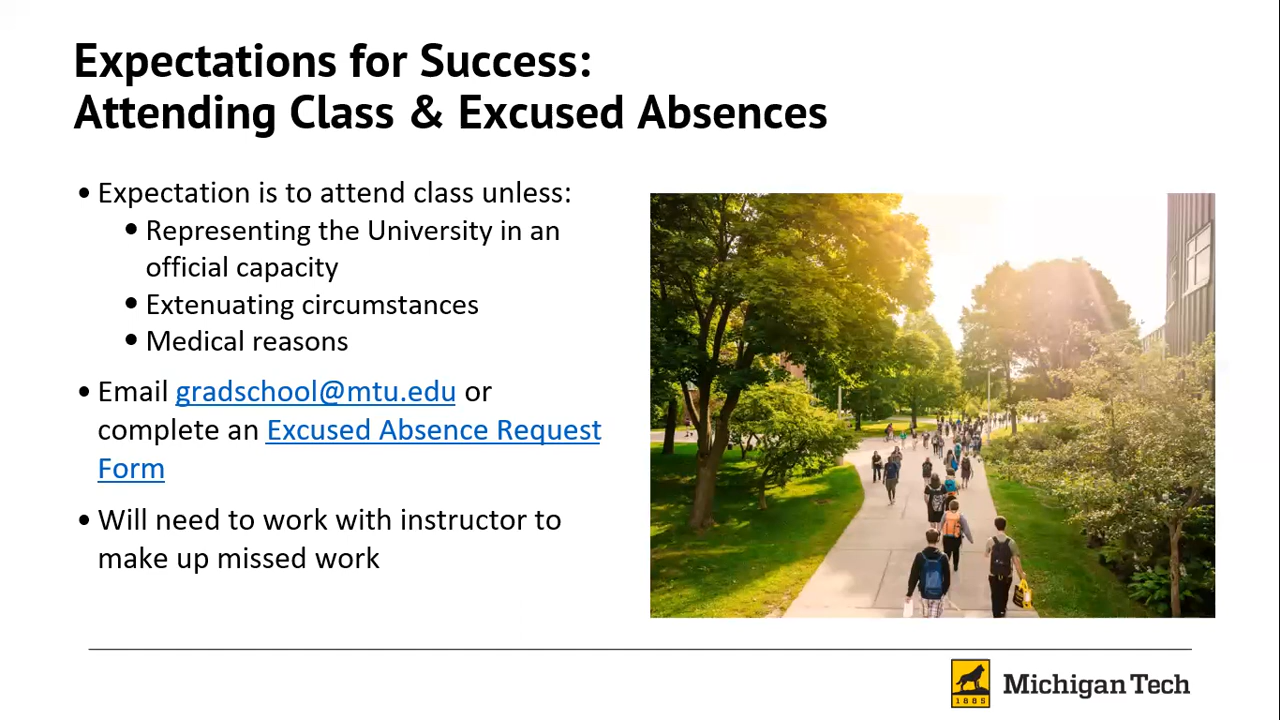 Expectations for Success:
Attending Class & Excused Absences
• Expectation is to attend class unless:
• Representing the University in an
official capacity
• Extenuating circumstances
• Medical reasons
• Email gradschool@mtu.edu or
complete an Excused Absence Request
Form
• Will need to work with instructor to
make up missed work
1885
Michigan Tech